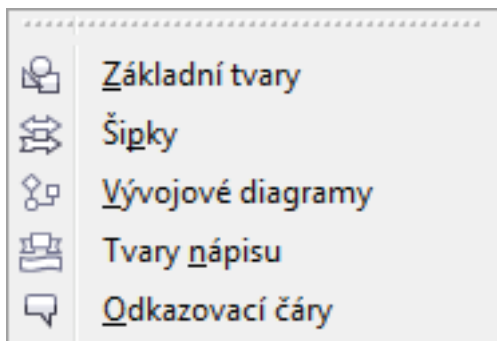 Základní tvary
Šipky
Vývojové diagramy
Tvary nápisu
Odkazovací čáry